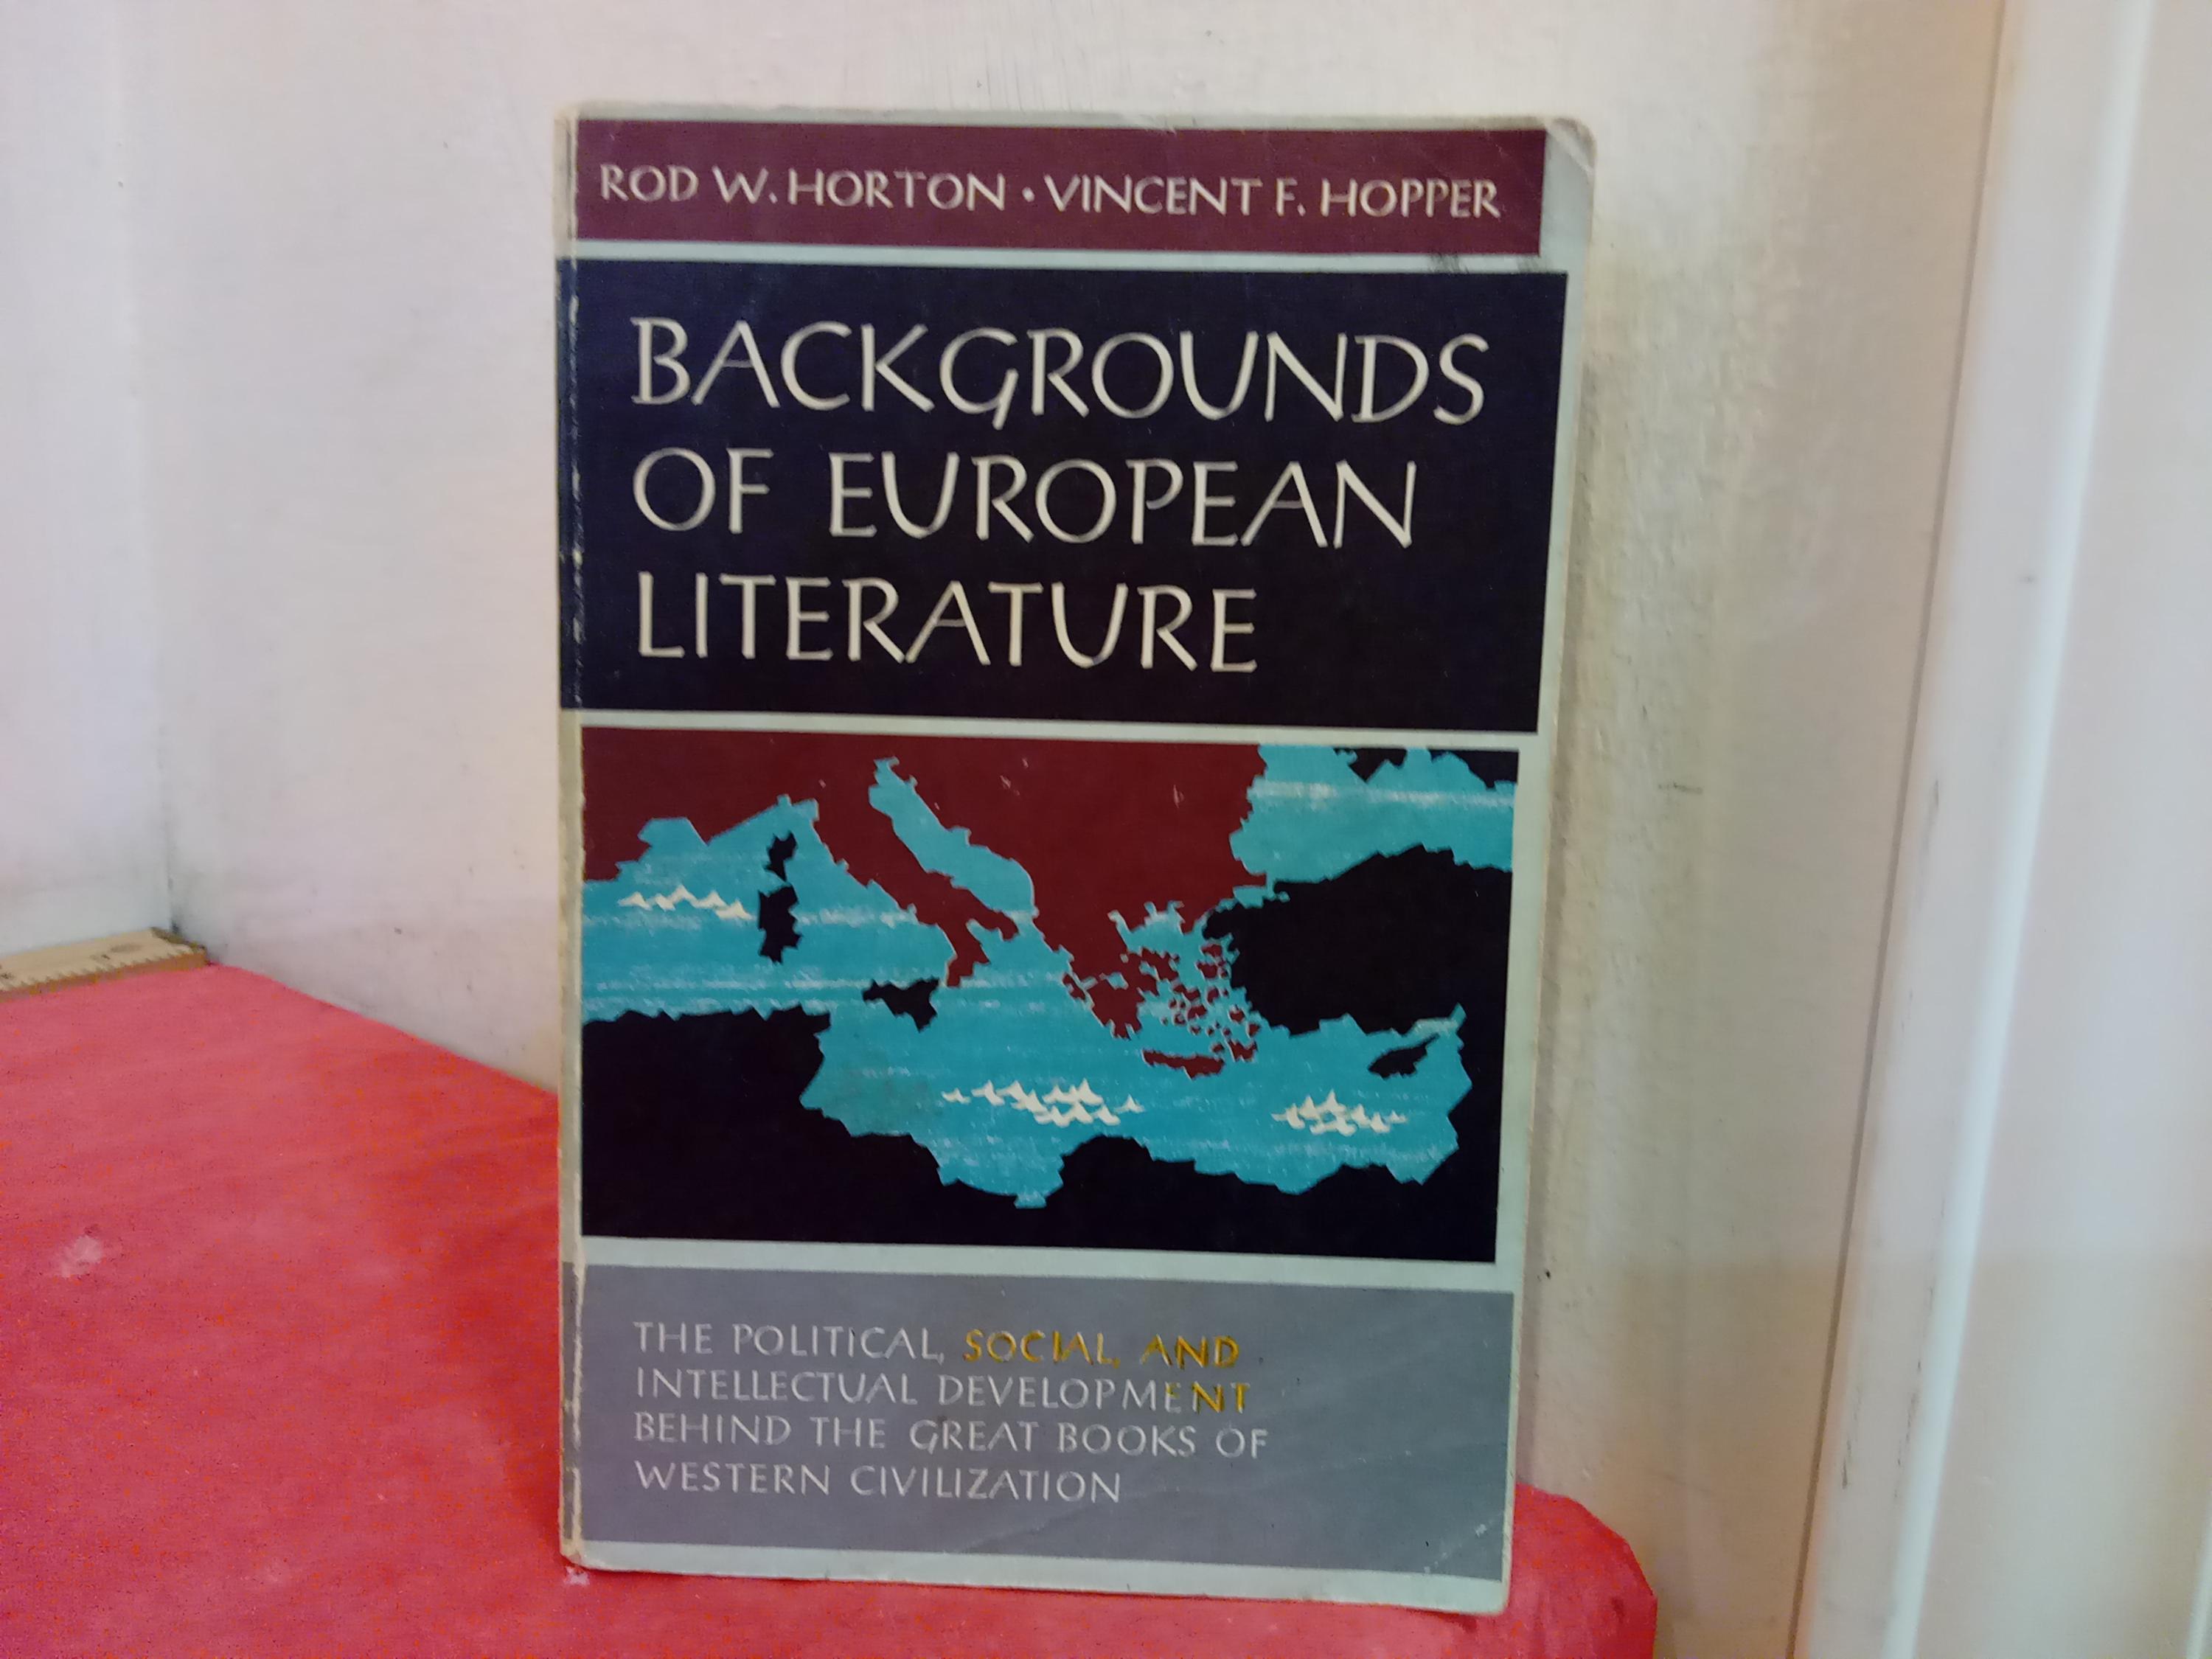 ROD W. HORTON • VINCENT F. HOPPER
BACKGROUNDS
OF EUROPEAN
LITERATURE
THE POLITICAL, SOCIAL, AND
INTELLECTUAL DEVELOPMENT
BEHIND THE GREAT BOOKS OF
WESTERN CIVILIZATION